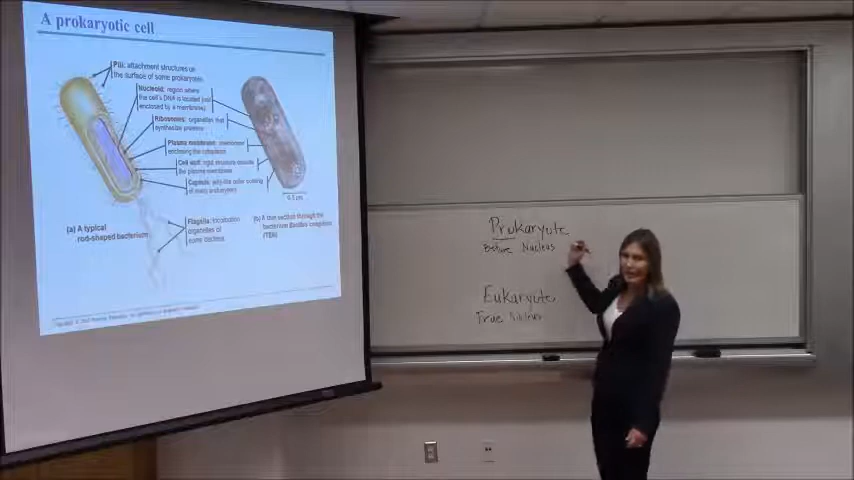 A prokaryotic cell
Pili: attachment structures on
the surface of some prokaryotes
Nucleoid: region where
the cell's DNA is located (not
enclosed by a membrane)
Ribosomes: organelles that
synthesize proteins
Plasma membrane: membrane
enclosing the cytoplasm
Cell wall: rigid structure outside
the plasma membrane
Capsule: jelly-like outer coating
of many prokaryotes
0.5 μm
Flagella: locomotion
organelles of
some bacteria
(a) A typical
rod-shaped bacterium
(b) A thin section through the
bacterium Bacillus coagulans
(TEM)
Prokaryote
Before Nucleus
Eukaryote
True Nucleus